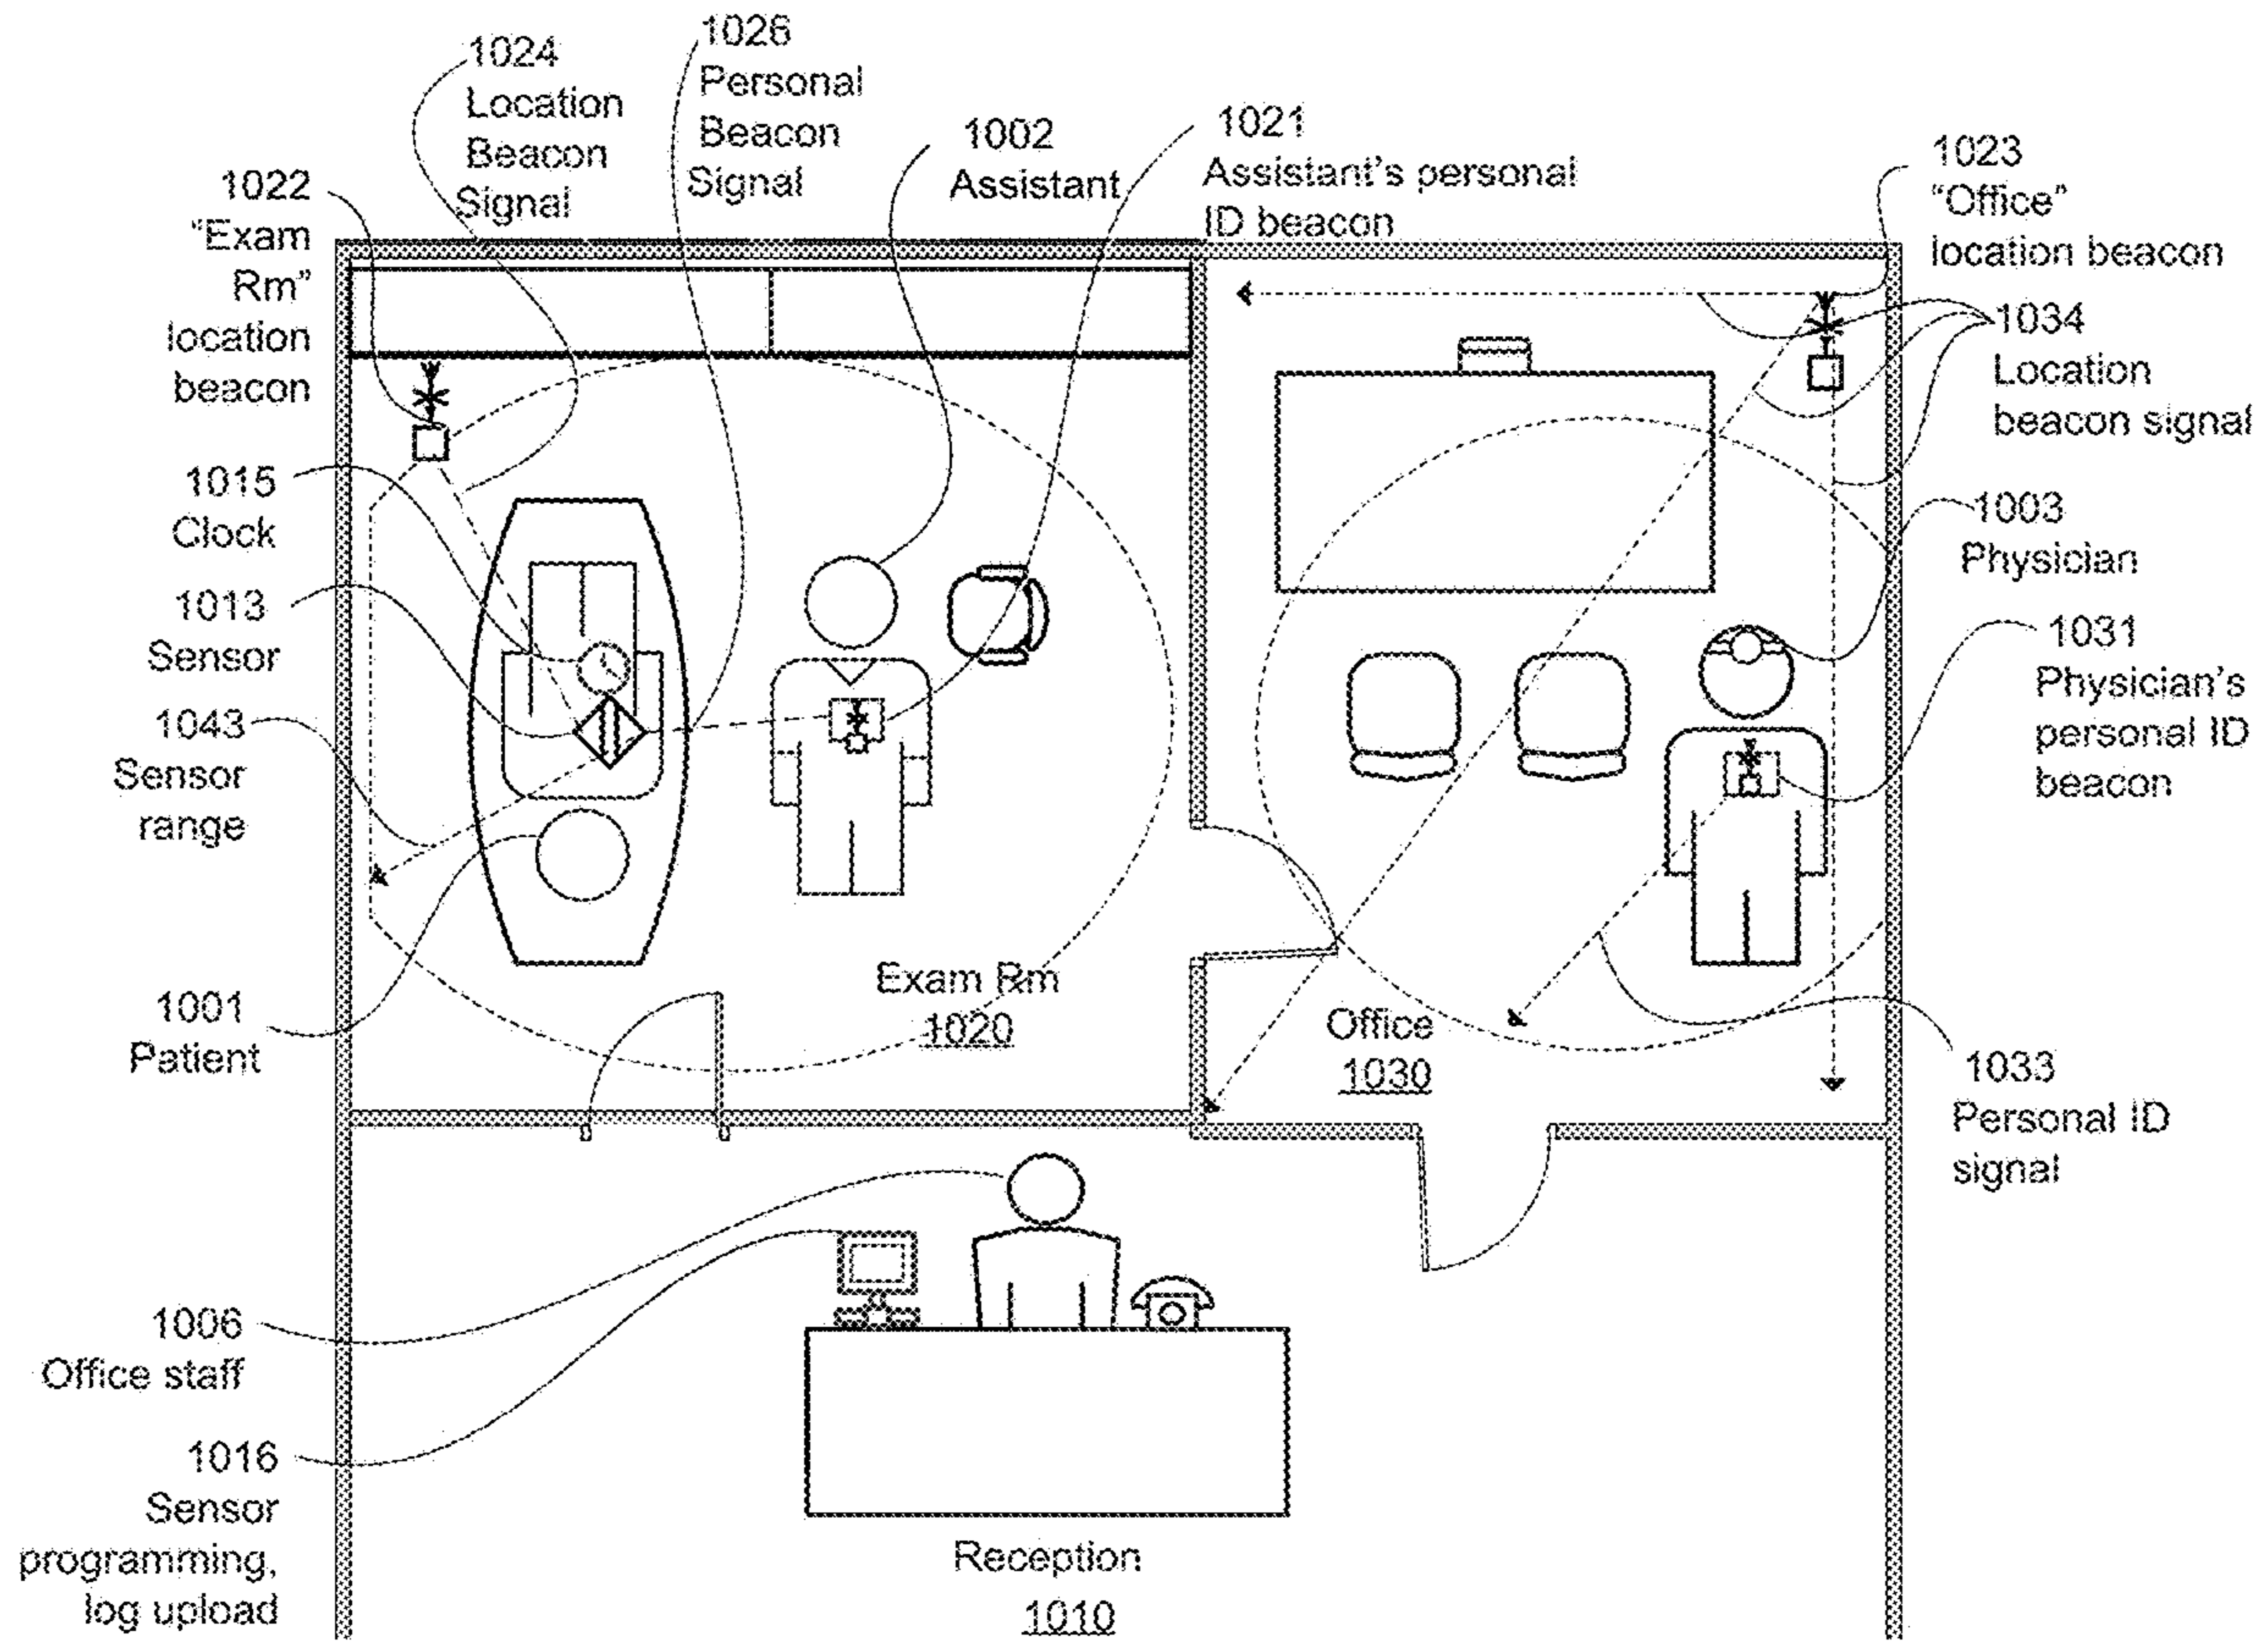 1024
Location
Beacon
Signal
1026
Personal
Beacon
Signal
1002
Assistant
1021
Assistant's personal
ID beacon
1023
“Office”
location beacon
1022
“Exam
Rm”
location
beacon
1034
Location
beacon signal
1015
Clock
1003
Physician
1013
Sensor
1031
Physician's
personal ID
beacon
1043
Sensor
range
Exam Rm
1020
1001
Patient
Office
1030
1033
Personal ID
signal
1006
Office staff
1016
Sensor
programming,
log upload
Reception
1010